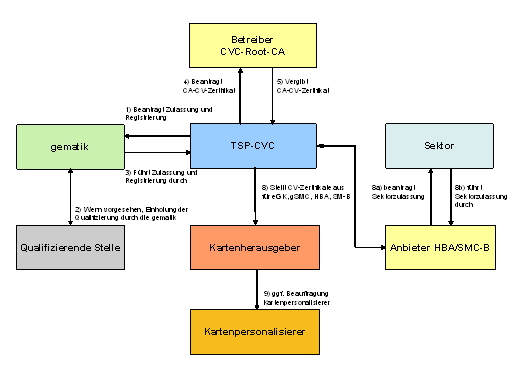 Betreiber
CVC-Root-CA
4) Beantragt
CA-CV-Zertifikat
5) Vergibt
CA-CV-Zertifikat
1) Beantragt Zulassung und
Registrierung
gematik
TSP-CVC
Sektor
3) Führt Zulassung und
Registrierung durch
8) Stellt CV-Zertifikate aus
für eGK, gSMC, HBA, SM-B
8a) beantragt
Sektorzulassung
8b) führt
Sektorzulassung
durch
2) Wenn vorgesehen, Einholung der
Qualifizierung durch die gematik
Qualifizierende Stelle
Kartenherausgeber
Anbieter HBA/SMC-B
9) ggf. Beauftragung
Kartenpersonalisierer
Kartenpersonalisierer